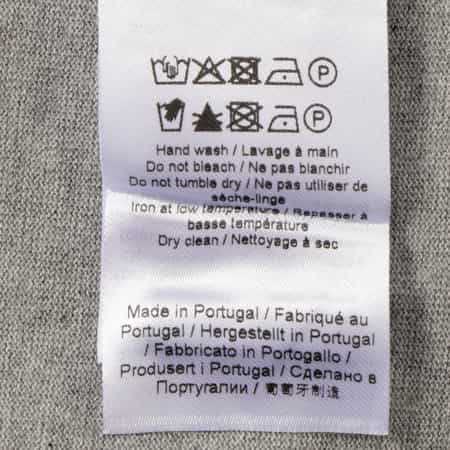 P
P
Hand wash / Lavage à main
Do not bleach / Ne pas blanchir
Do not tumble dry / Ne pas utiliser de
sèche-linge
Iron at low température / Repasser à
basse température
Dry clean / Nettoyage à sec
Made in Portugal / Fabriqué au
Portugal / Hergestellt in Portugal
/ Fabbricato in Portogallo /
Produsert i Portugal / Сделано в
Португалии / 葡萄牙制造